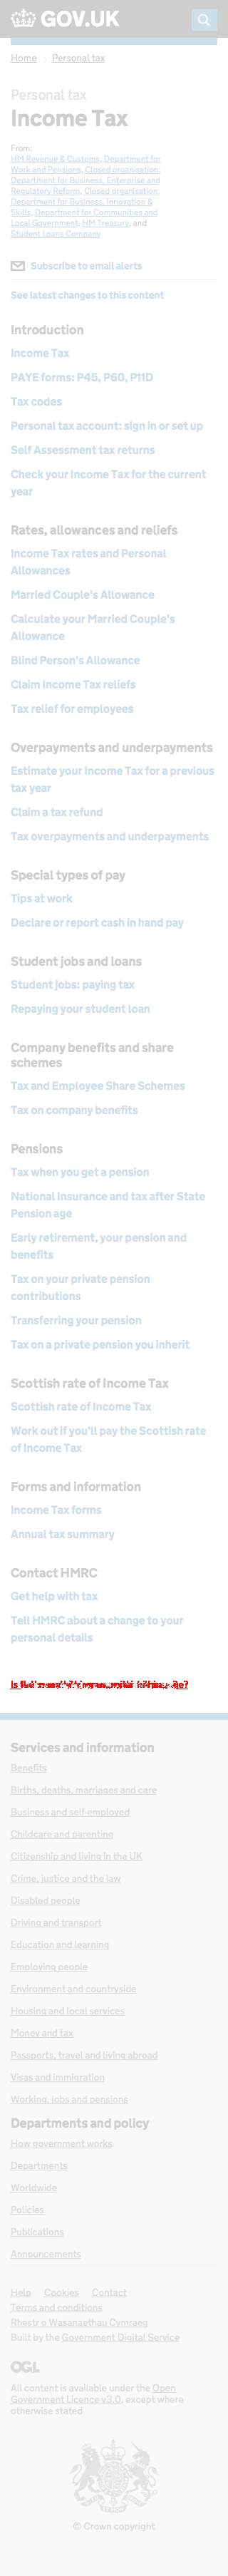 GOV.UK
Home Personal tax
Personal tax
Income Tax
From:
HM Revenue & Customs, Department for
Work and Pensions, Closed organisation:
Department for Business, Enterprise and
Regulatory Reform, Closed organisation:
Department for Business, Innovation &
Skills, Department for Communities and
Local Government, HM Treasury, and
Student Loans Company
Subscribe to email alerts
See latest changes to this content
Introduction
Income Tax
PAYE forms: P45, P60, P11D
Tax codes
Personal tax account: sign in or set up
Self Assessment tax returns
Check your Income Tax for the current
year
Rates, allowances and reliefs
Income Tax rates and Personal
Allowances
Married Couple's Allowance
Calculate your Married Couple's
Allowance
Blind Person's Allowance
Claim Income Tax reliefs
Tax relief for employees
Overpayments and underpayments
Estimate your Income Tax for a previous
tax year
Claim a tax refund
Tax overpayments and underpayments
Special types of pay
Tips at work
Declare or report cash in hand pay
Student jobs and loans
Student jobs: paying tax
Repaying your student loan
Company benefits and share
schemes
Tax and Employee Share Schemes
Tax on company benefits
Pensions
Tax when you get a pension
National Insurance and tax after State
Pension age
Early retirement, your pension and
benefits
Tax on your private pension
contributions
Transferring your pension
Tax on a private pension you inherit
Scottish rate of Income Tax
Scottish rate of Income Tax
Work out if you'll pay the Scottish rate
of Income Tax
Forms and information
Income Tax forms
Annual tax summary
Contact HMRC
Get help with tax
Tell HMRC about a change to your
personal details
Is
Services and information
Benefits
Births, deaths, marriages and care
Business and self-employed
Childcare and parenting
Citizenship and living in the UK
Crime, justice and the law
Disabled people
Driving and transport
Education and learning
Employing people
Environment and countryside
Housing and local services
Money and tax
Passports, travel and living abroad
Visas and immigration
Working, jobs and pensions
Departments and policy
How government works
Departments
Worldwide
Policies
Publications
Announcements
Help Cookies Contact
Terms and conditions
Rhestr o Wasanaethau Cymraeg
Built by the Government Digital Service
OGL
All content is available under the Open
Government Licence v3.0, except where
otherwise stated
© Crown copyright